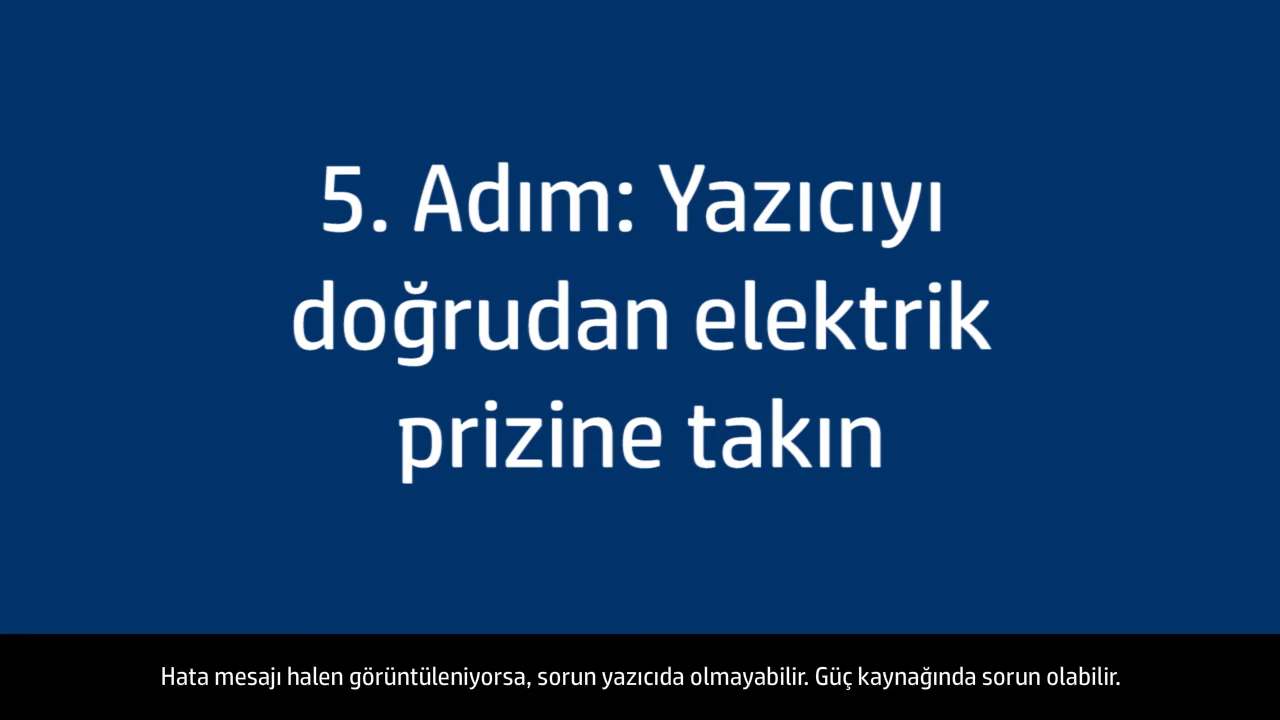 5. Adım: Yazıcıyı
doğrudan elektrik
prizine takın
Hata mesajı halen görüntüleniyorsa, sorun yazıcıda olmayabilir. Güç kaynağında sorun olabilir.